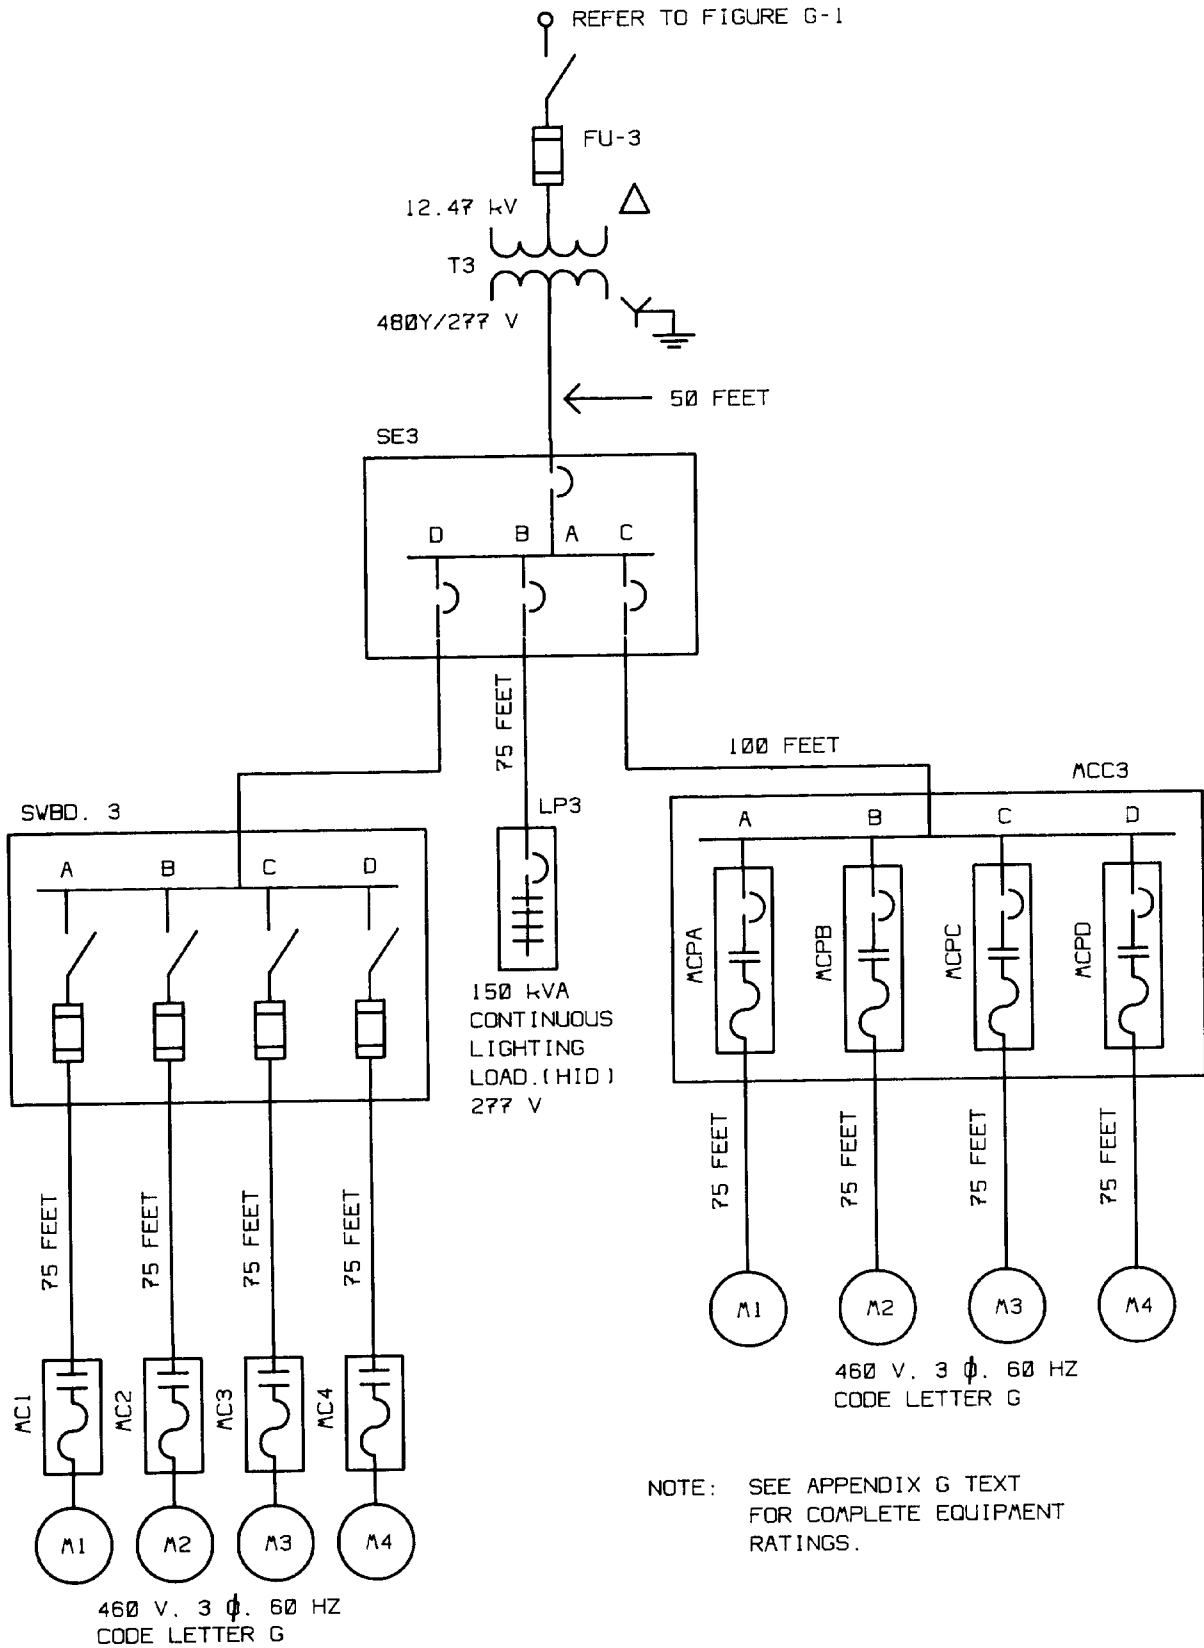 REFER TO FIGURE G-1
FU-3
12.47 kV
T3
480Y/277 V
50 FEET
SE3
D
B
A
C
75 FEET
100 FEET
SWBD. 3
A
B
C
D
LP3
150 kVA
CONTINUOUS
LIGHTING
LOAD.(HID)
277 V
MCC3
A
B
C
D
MCPA
MCPB
MCPC
MCPD
75 FEET
75 FEET
75 FEET
75 FEET
75 FEET
75 FEET
75 FEET
75 FEET
M1
M2
M3
M4
460 V. 3 ϕ. 60 HZ
CODE LETTER G
MC1
MC2
MC3
MC4
M1
M2
M3
M4
460 V. 3 ϕ. 60 HZ
CODE LETTER G
NOTE: SEE APPENDIX G TEXT
FOR COMPLETE EQUIPMENT
RATINGS.